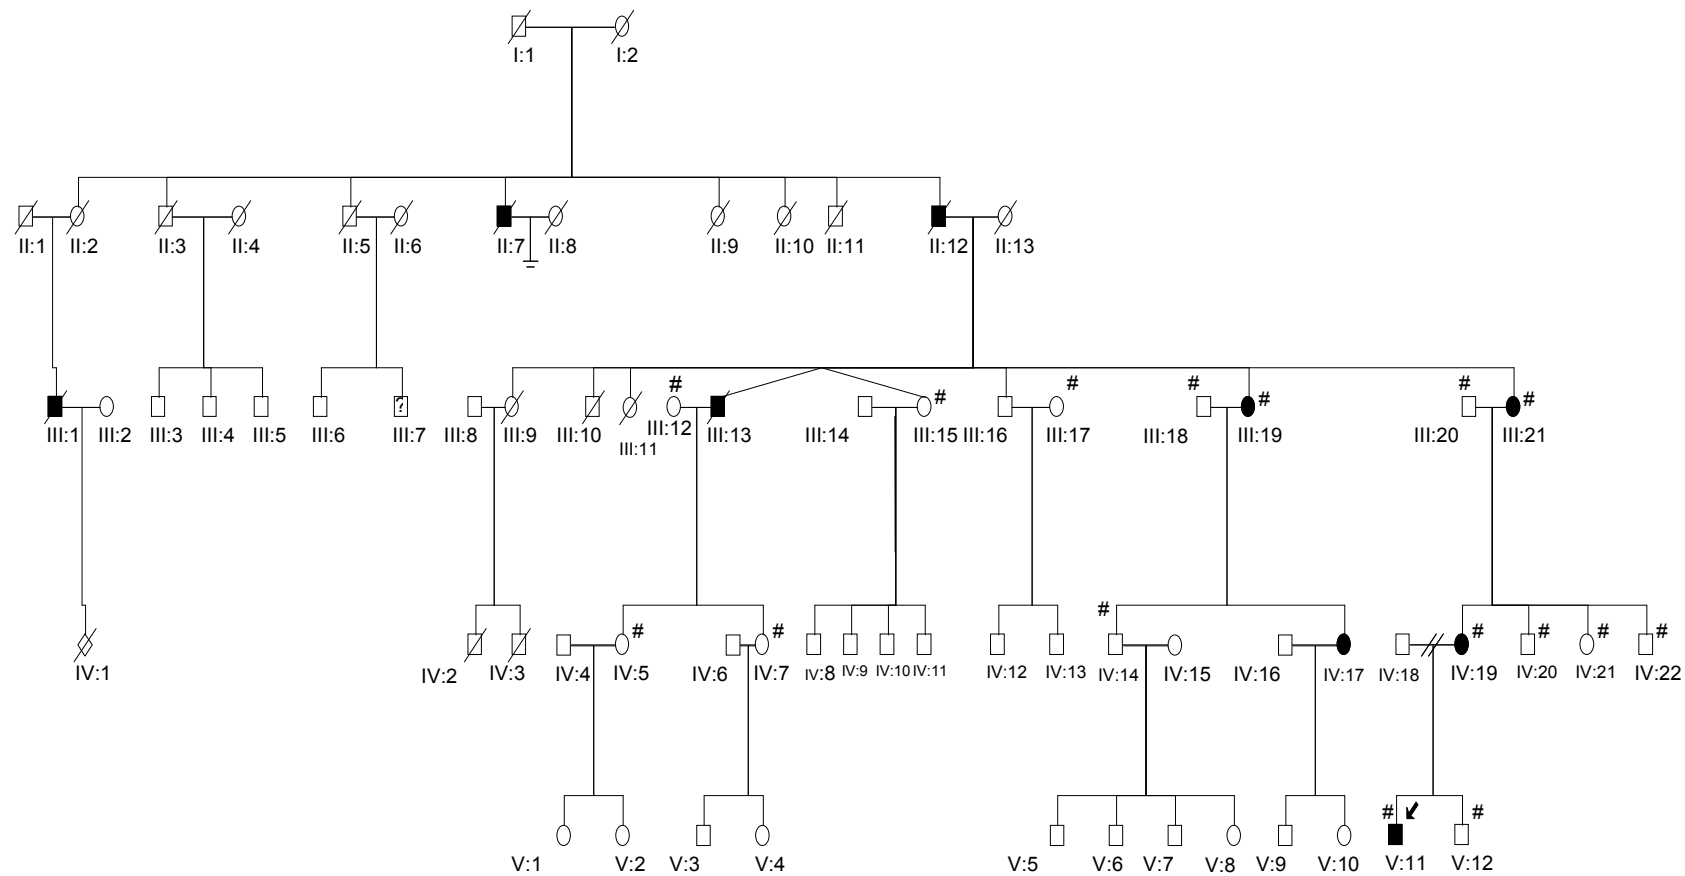 I:1 I:2
II:1 II:2 II:3 II:4 II:5 II:6 II:7 II:8 II:9 II:10 II:11 II:12 II:13
# # # # # # #
?
III:1 III:2 III:3 III:4 III:5 III:6 III:7 III:8 III:9 III:10 III:11 III:12 III:13 III:14 III:15 III:16 III:17 III:18 III:19 III:20 III:21
# # # # # # #
IV:1 IV:2 IV:3 IV:4 IV:5 IV:6 IV:7 IV:8 IV:9 IV:10 IV:11 IV:12 IV:13 IV:14 IV:15 IV:16 IV:17 IV:18 IV:19 IV:20 IV:21 IV:22
# #
V:1 V:2 V:3 V:4 V:5 V:6 V:7 V:8 V:9 V:10 V:11 V:12